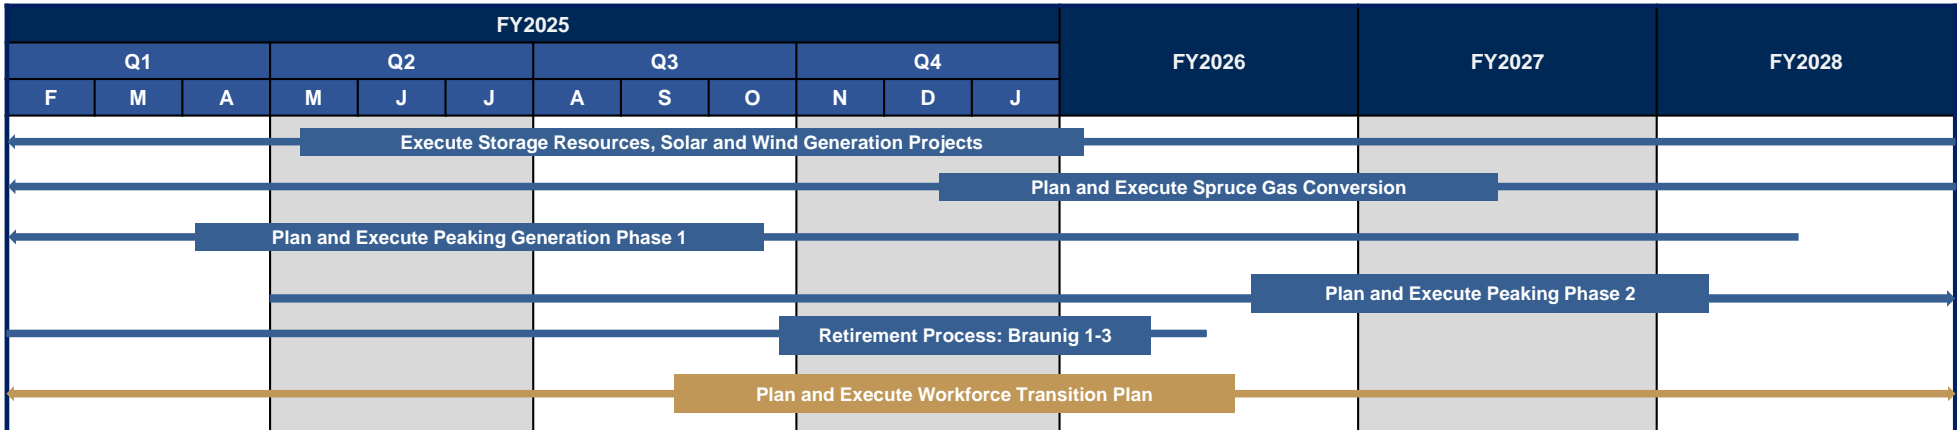 FY2025
FY2026
FY2027
FY2028
Q1
Q2
Q3
Q4
F
M
A
M
J
J
A
S
O
N
D
J
Execute Storage Resources, Solar and Wind Generation Projects
Plan and Execute Spruce Gas Conversion
Plan and Execute Peaking Generation Phase 1
Plan and Execute Peaking Phase 2
Retirement Process: Braunig 1-3
Plan and Execute Workforce Transition Plan